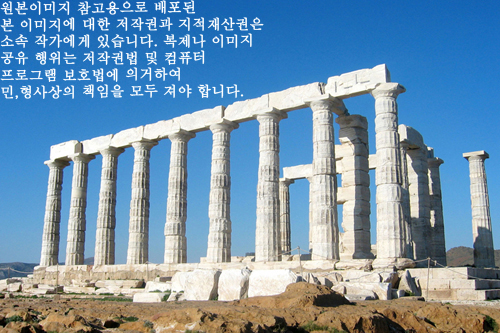 원본이미지 참고용으로 배포된
본 이미지에 대한 저작권과 지적재산권은
소속 작가에게 있습니다. 복제나 이미지
공유 행위는 저작권법 및 컴퓨터
프로그램 보호법에 의거하여
민,형사상의 책임을 모두 져야 합니다.